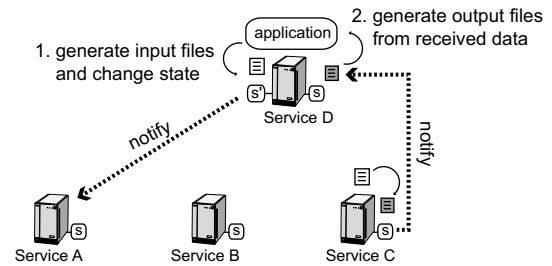 application
2. generate output files
from received data
1. generate input files
and change state
S'
S
Service D
notify
notify
S
S
S
Service A
Service B
Service C